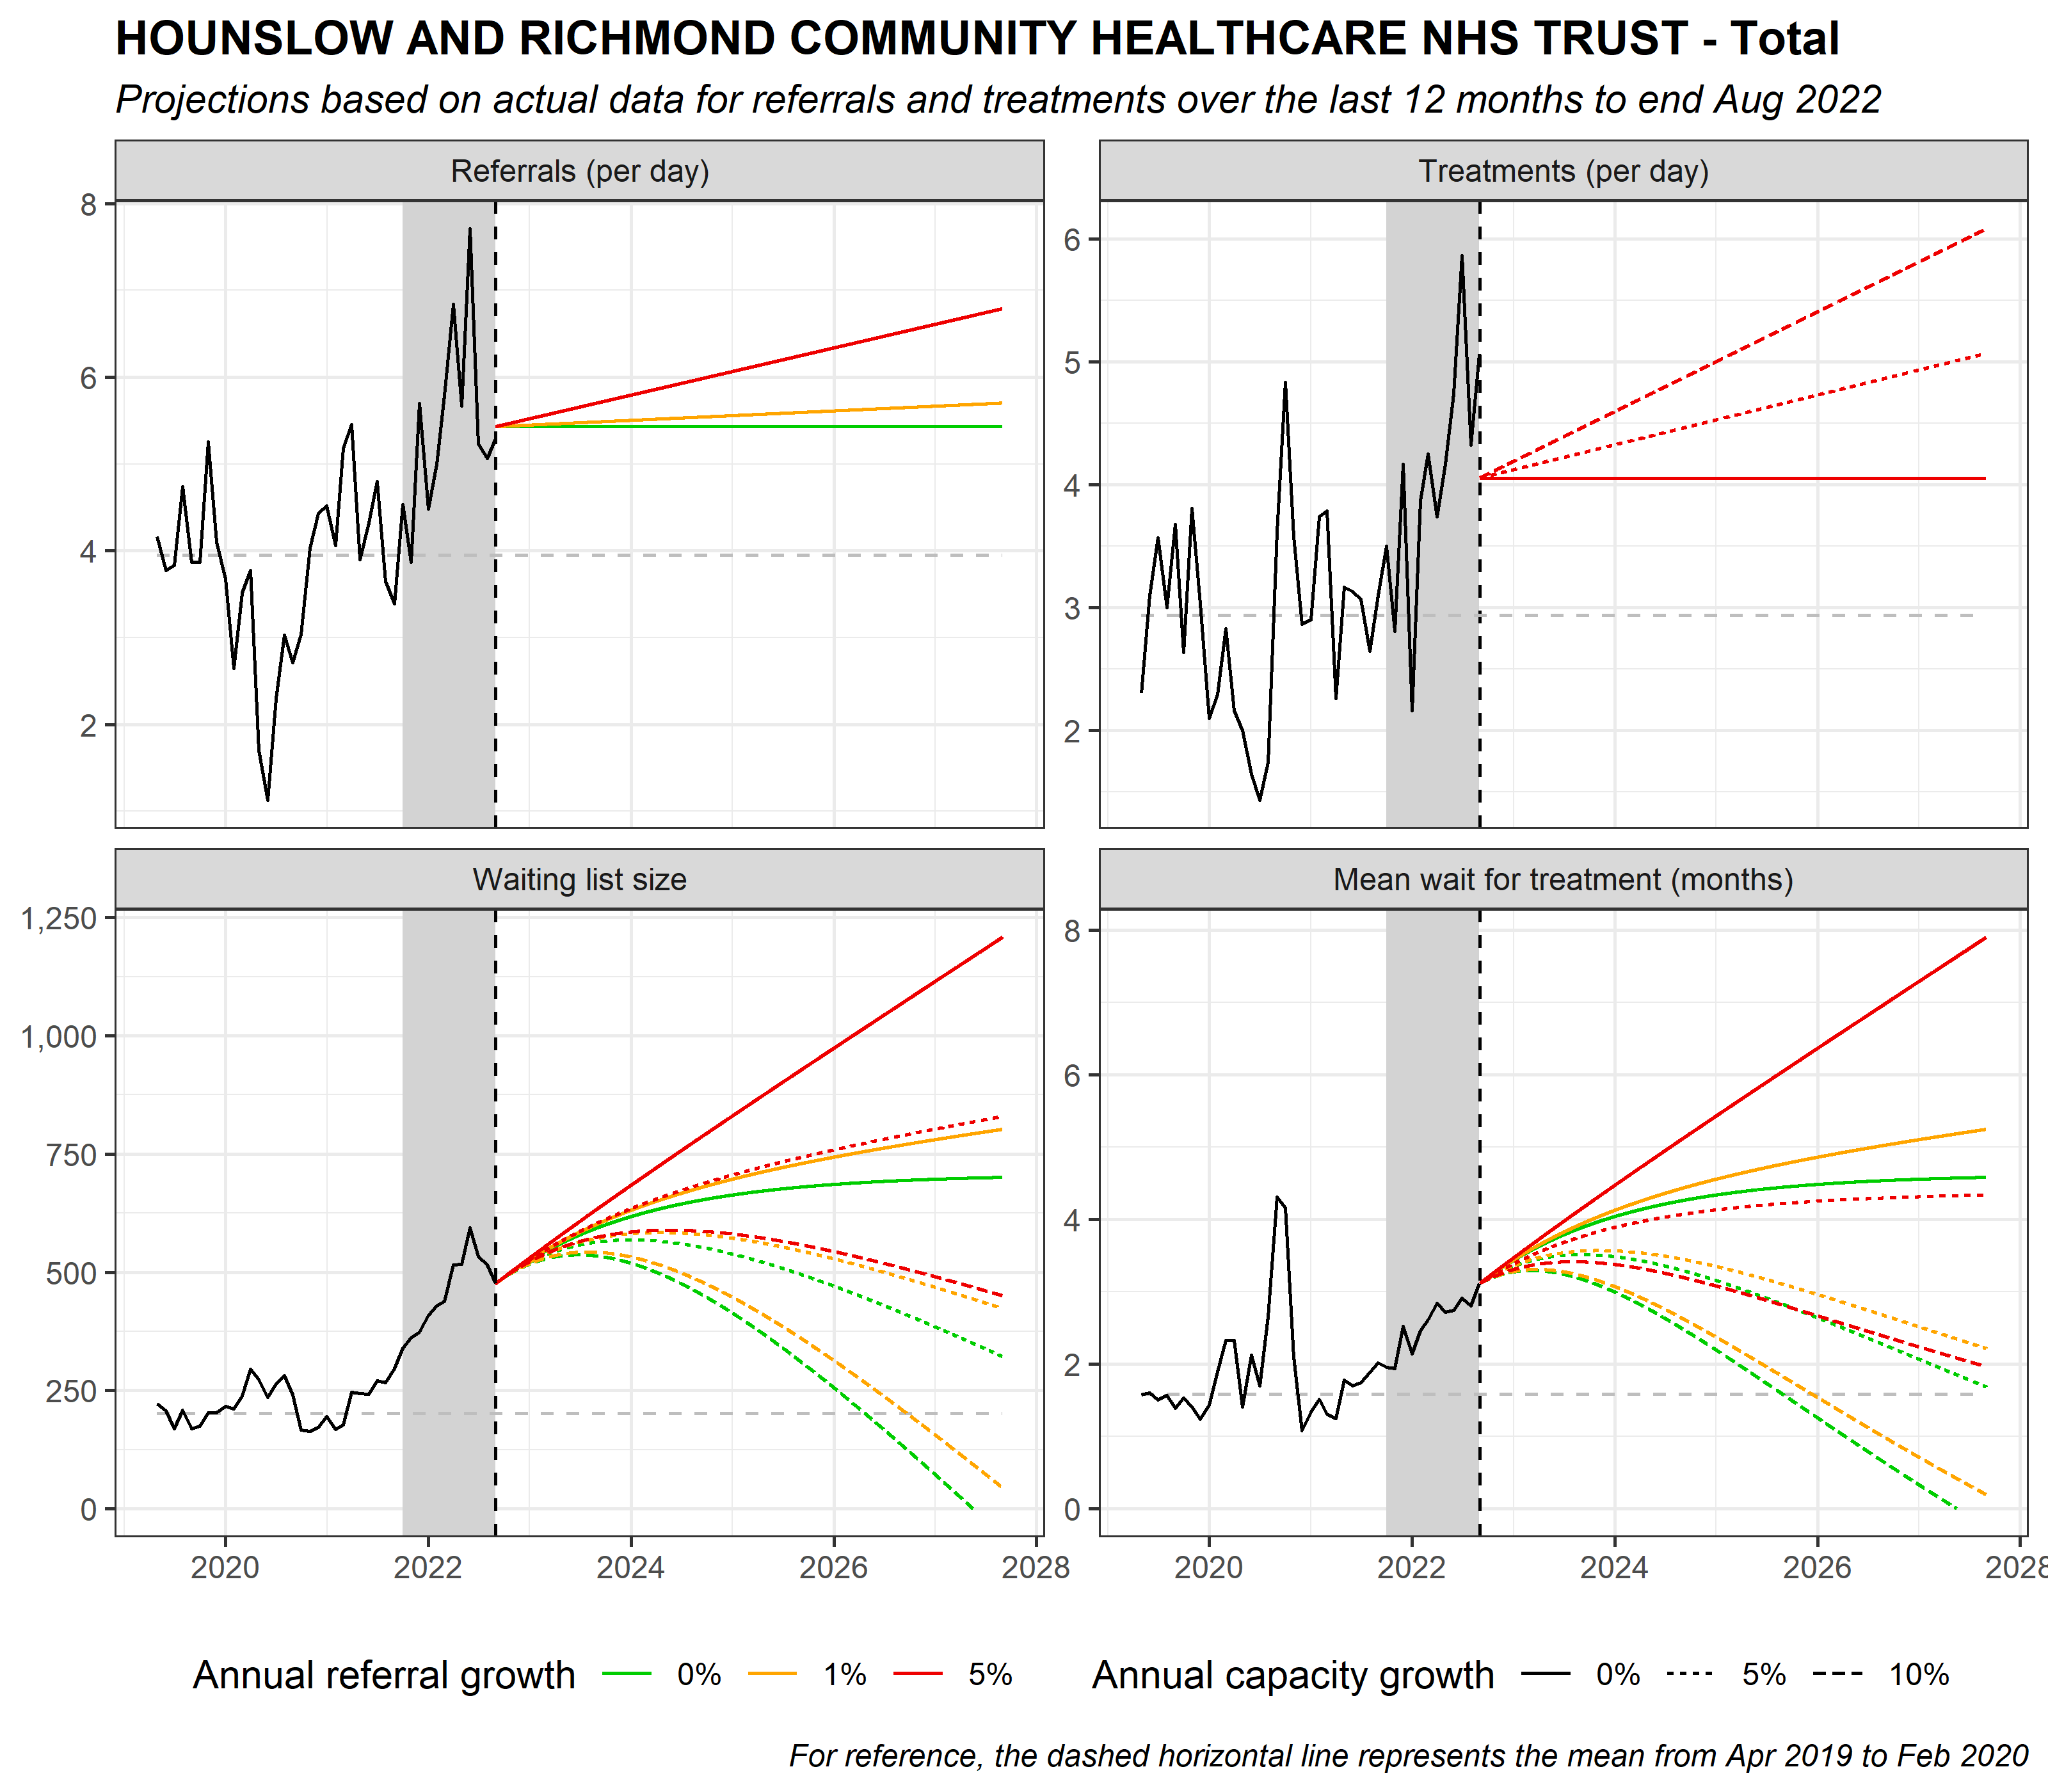 HOUNSLOW AND RICHMOND COMMUNITY HEALTHCARE NHS TRUST - Total
Projections based on actual data for referrals and treatments over the last 12 months to end Aug 2022
Referrals (per day)
8
6
4
2
Treatments (per day)
6
5
4
3
2
Waiting list size
1,250
1,000
750
500
250
0
2020 2022 2024 2026 2028
Mean wait for treatment (months)
8
6
4
2
0
2020 2022 2024 2026 2028
Annual referral growth 0% 1% 5%
Annual capacity growth 0% 5% 10%
For reference, the dashed horizontal line represents the mean from Apr 2019 to Feb 2020